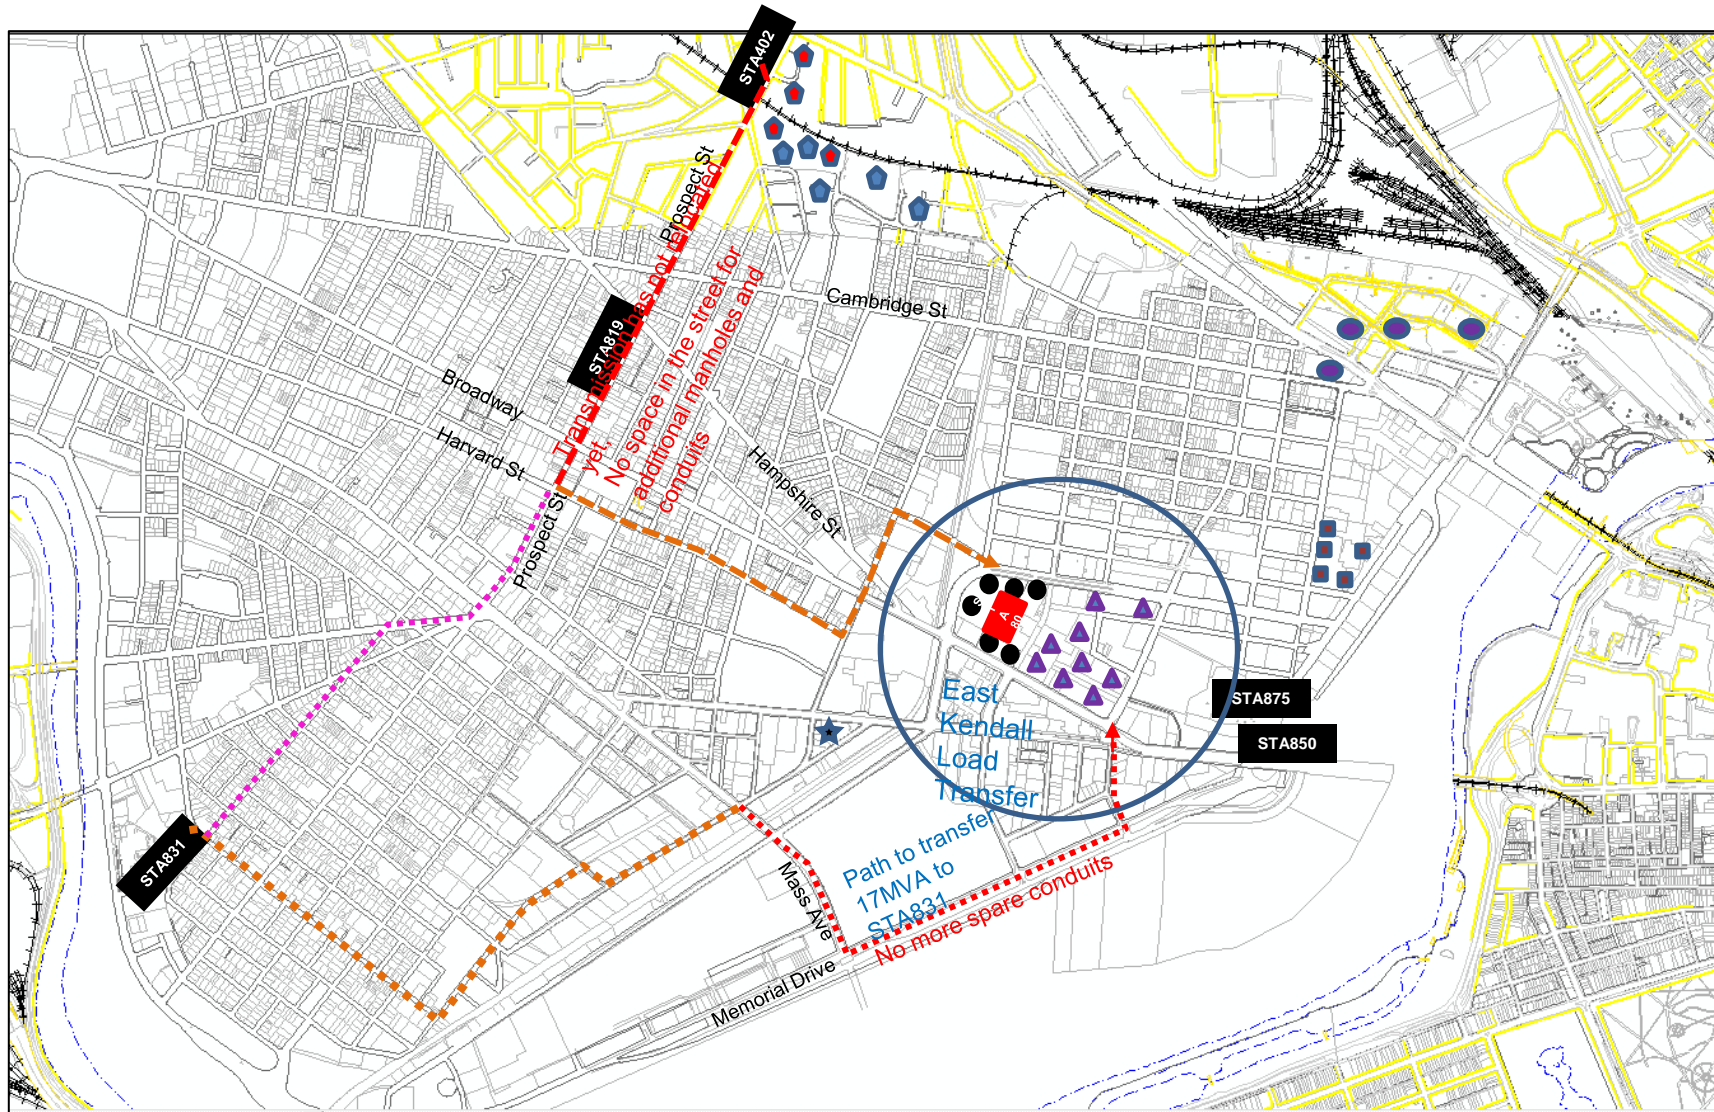 STA402
Prospect St
Transmission has not relocated
yet,
No space in the street for
additional manholes and
conduits
STA819
Cambridge St
Broadway
Harvard St
Hampshire St
Prospect St
A
80
East
Kendall
Load
Transfer
STA875
STA850
STA831
Path to transfer
17MVA to
STA831
Mass Ave
No more spare conduits
Memorial Drive